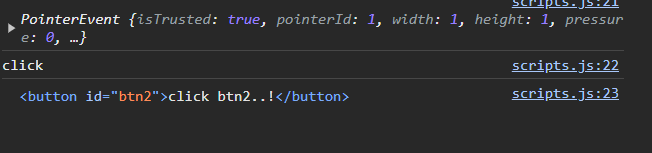 scripts.js:21
PointerEvent {isTrusted: true, pointerId: 1, width: 1, height: 1, pressur
e: 0, …}
click scripts.js:22
<button id="btn2">click btn2..!</button> scripts.js:23